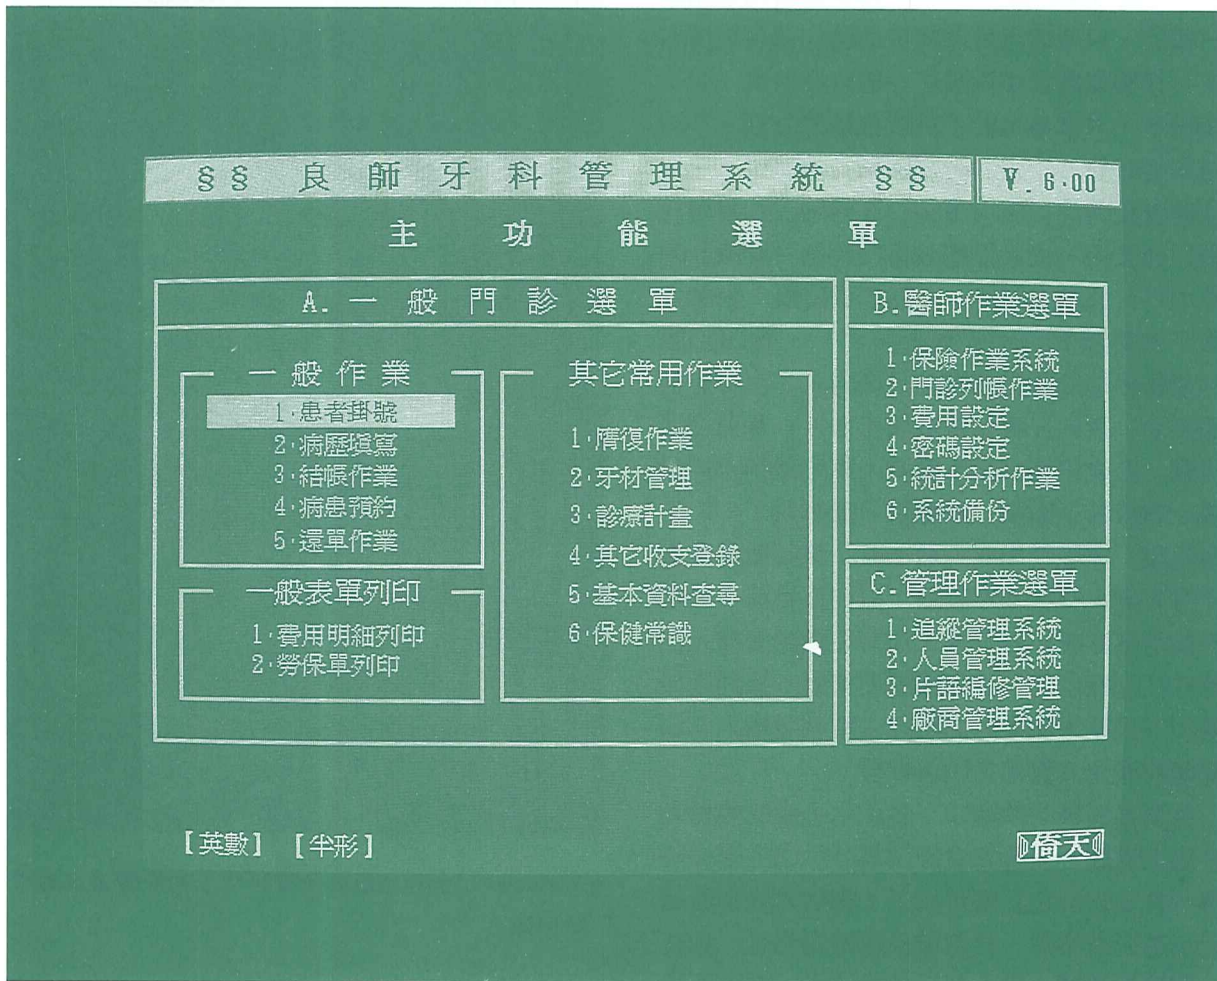 §§ 良師牙科管理系統 §§ V.6.00
主功能選單
A.一般門診選單
一般作業
1.患者掛號
2.病歷填寫
3.結帳作業
4.病患預約
5.還單作業
一般表單列印
1.費用明細列印
2.勞保單列印
其它常用作業
1.膺復作業
2.牙材管理
3.診療計畫
4.其它收支登錄
5.基本資料查尋
6.保健常識
B.醫師作業選單
1.保險作業系統
2.門診列帳作業
3.費用設定
4.密碼設定
5.統計分析作業
6.系統備份
C.管理作業選單
1.追蹤管理系統
2.人員管理系統
3.片語編修管理
4.廠商管理系統
【英數】【半形】
倚天